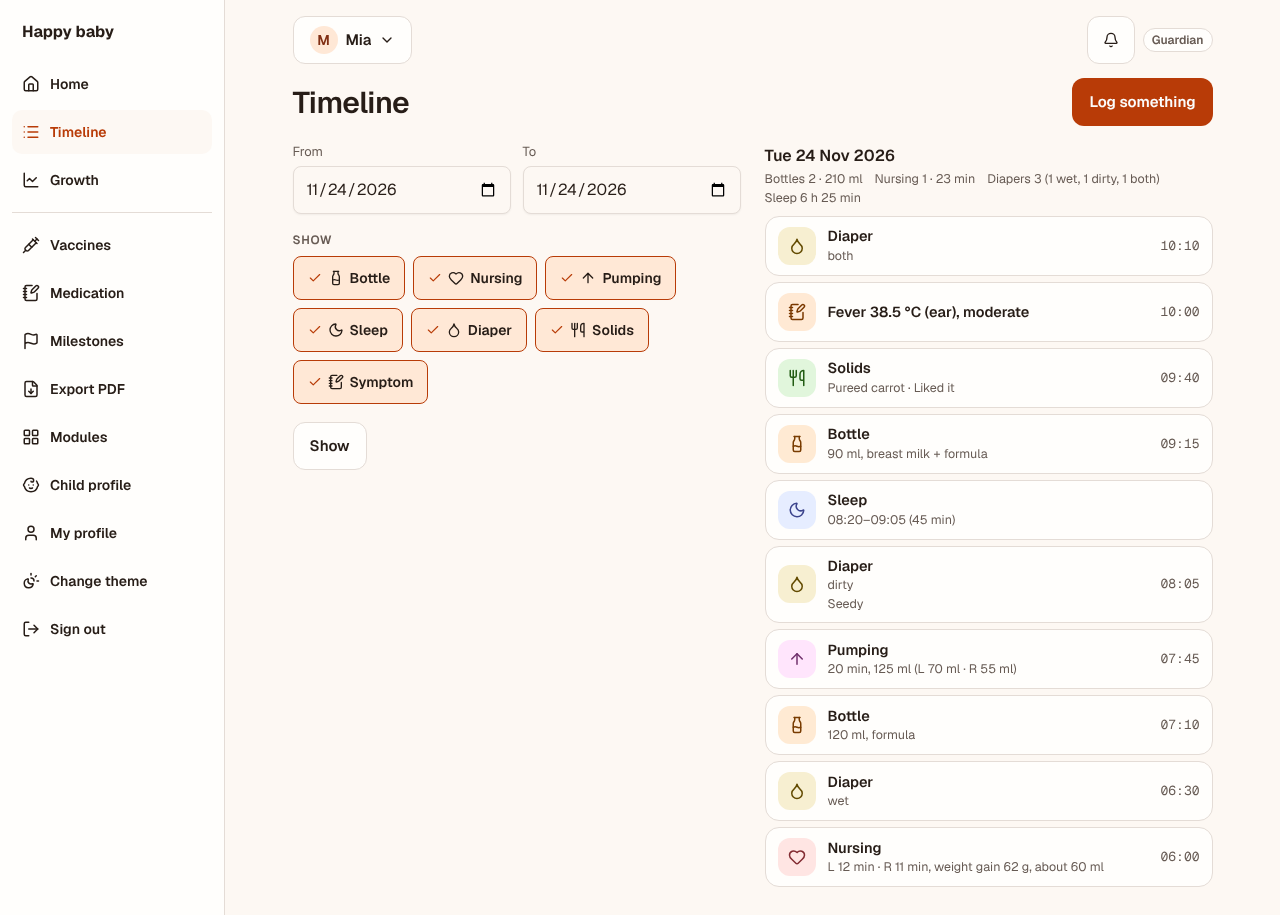 Happy baby
Home
Timeline
Growth
Vaccines
Medication
Milestones
Export PDF
Modules
Child profile
My profile
Change theme
Sign out
M Mia
Guardian
Timeline
Log something
From
To
11/24/2026
11/24/2026
SHOW
Bottle
Nursing
Pumping
Sleep
Diaper
Solids
Symptom
Show
Tue 24 Nov 2026
Bottles 2 · 210 ml Nursing 1 · 23 min Diapers 3 (1 wet, 1 dirty, 1 both)
Sleep 6 h 25 min
Diaper
both
10:10
Fever 38.5 °C (ear), moderate
10:00
Solids
Pureed carrot · Liked it
09:40
Bottle
90 ml, breast milk + formula
09:15
Sleep
08:20–09:05 (45 min)
Diaper
dirty
Seedy
08:05
Pumping
20 min, 125 ml (L 70 ml · R 55 ml)
07:45
Bottle
120 ml, formula
07:10
Diaper
wet
06:30
Nursing
L 12 min · R 11 min, weight gain 62 g, about 60 ml
06:00